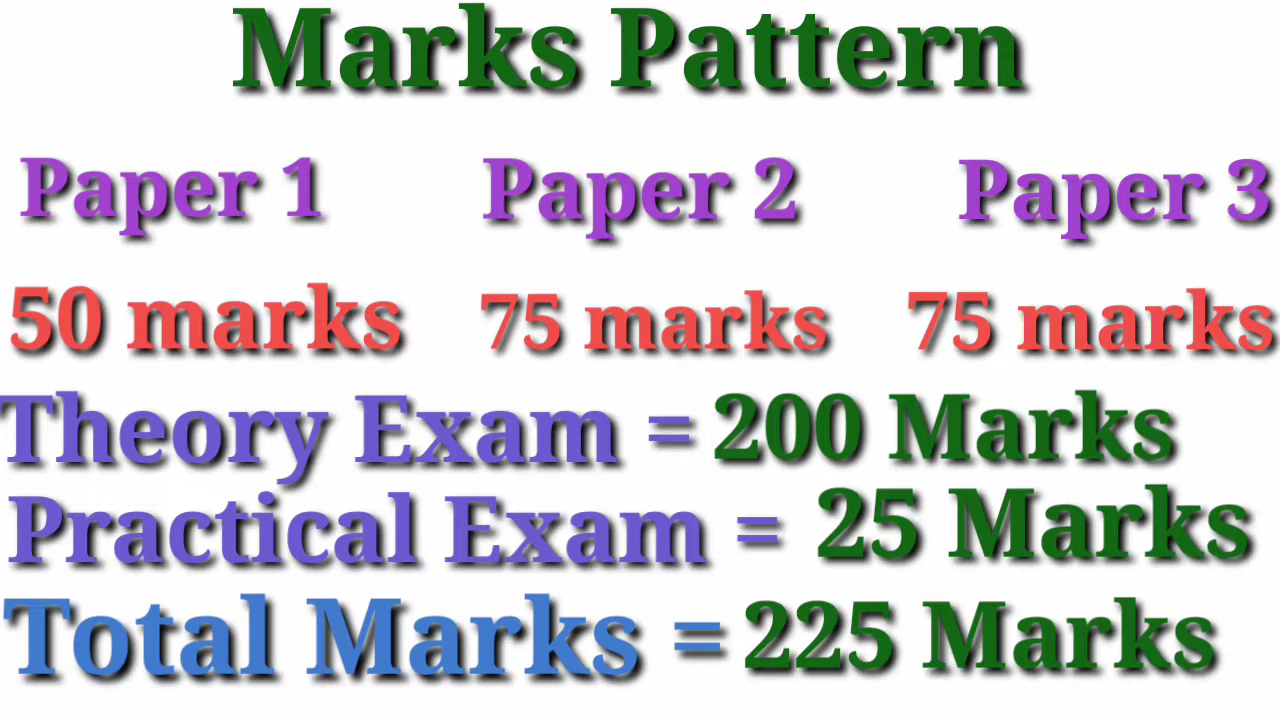 Marks Pattern
Paper 1 Paper 2 Paper 3
50 marks 75 marks 75 marks
Theory Exam = 200 Marks
Practical Exam = 25 Marks
Total Marks = 225 Marks